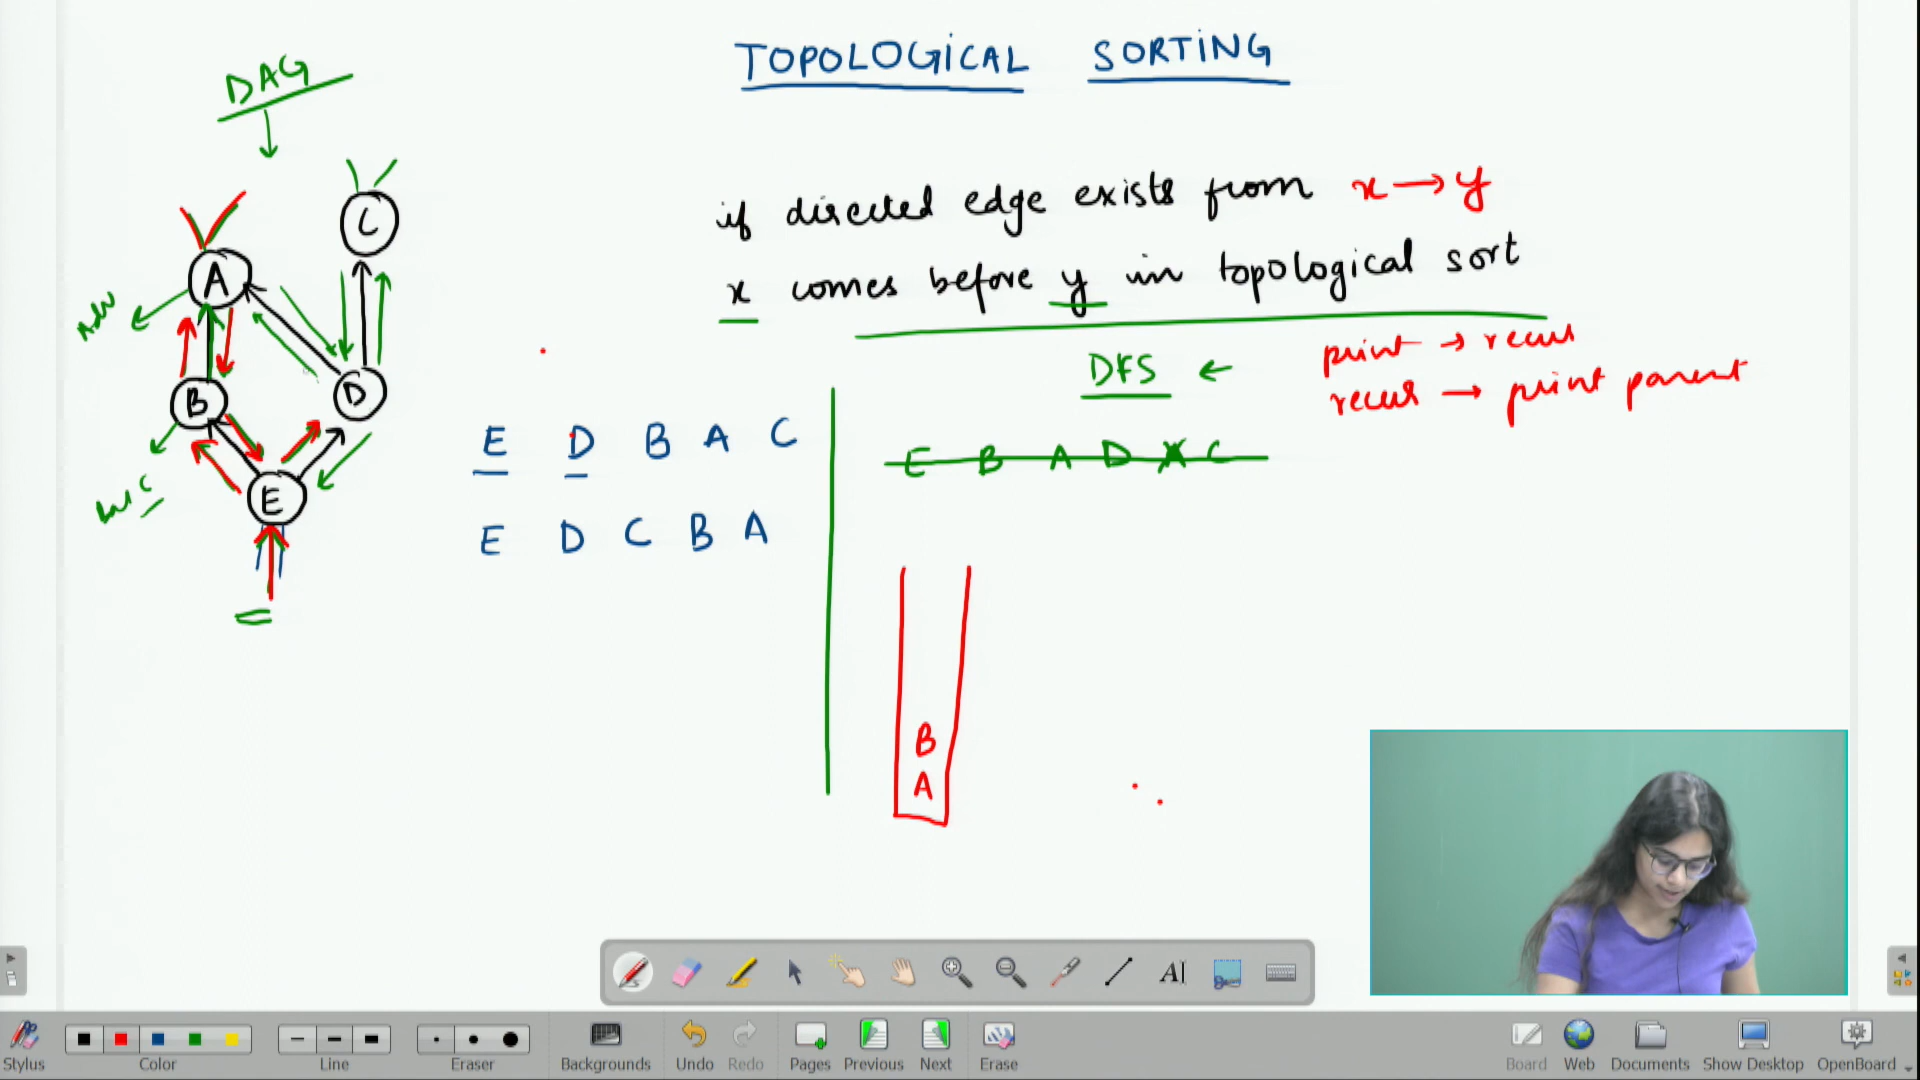 TOPOLOGICAL SORTING
DAG
if directed edge exists from x → y
x comes before y in topological sort
A
C
B
D
E
DFS ←
print → recur
recur → print parent
E D B A C
E B A D X C
E D C B A
B
A
Stylus
Color
Line
Eraser
Backgrounds
Undo
Redo
Pages
Previous
Next
Erase
Board
Web
Documents
Show Desktop
OpenBoard